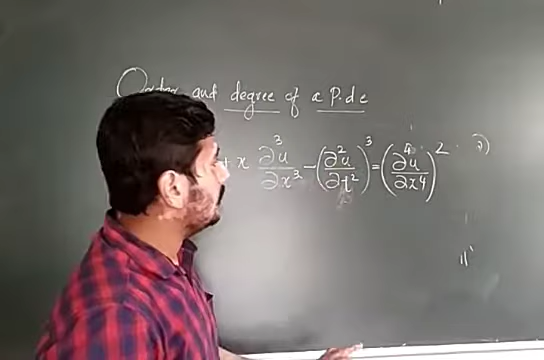 Order and degree of a P.d.e
+ x ∂³u/∂x³ - (∂²u/∂t²)³ = (∂⁴u/∂x⁴)²